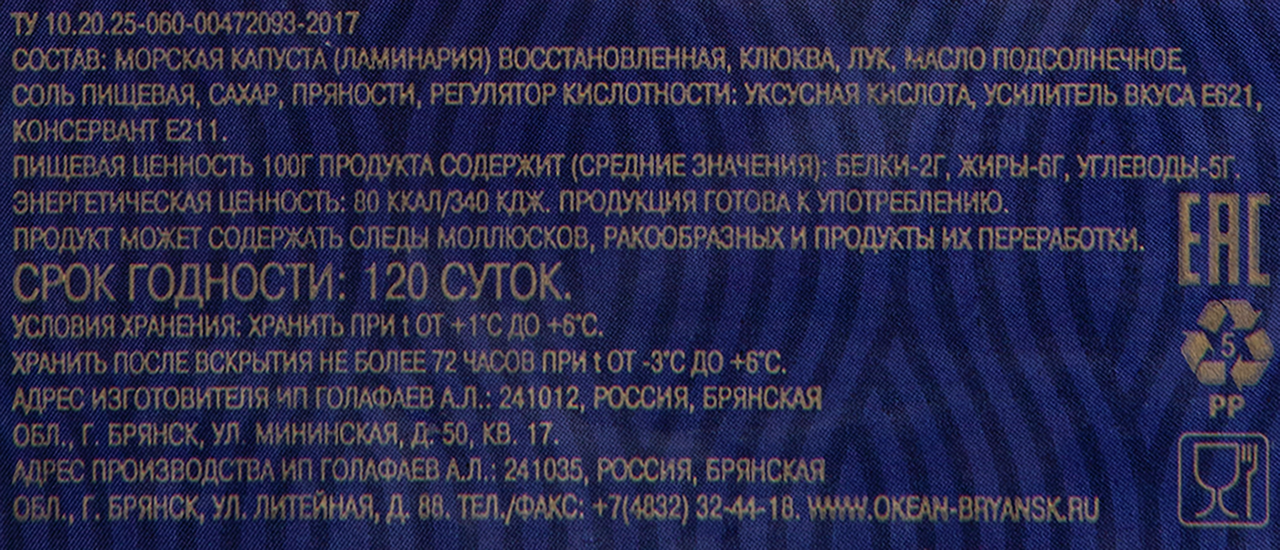 ТУ 10.20.25-060-00472093-2017
СОСТАВ: МОРСКАЯ КАПУСТА (ЛАМИНАРИЯ) ВОССТАНОВЛЕННАЯ, КЛЮКВА, ЛУК, МАСЛО ПОДСОЛНЕЧНОЕ,
СОЛЬ ПИЩЕВАЯ, САХАР, ПРЯНОСТИ, РЕГУЛЯТОР КИСЛОТНОСТИ: УКСУСНАЯ КИСЛОТА, УСИЛИТЕЛЬ ВКУСА Е621,
КОНСЕРВАНТ Е211.
ПИЩЕВАЯ ЦЕННОСТЬ 100Г ПРОДУКТА СОДЕРЖИТ (СРЕДНИЕ ЗНАЧЕНИЯ): БЕЛКИ-2Г, ЖИРЫ-6Г, УГЛЕВОДЫ-5Г.
ЭНЕРГЕТИЧЕСКАЯ ЦЕННОСТЬ: 80 ККАЛ/340 КДЖ. ПРОДУКЦИЯ ГОТОВА К УПОТРЕБЛЕНИЮ.
ПРОДУКТ МОЖЕТ СОДЕРЖАТЬ СЛЕДЫ МОЛЛЮСКОВ, РАКООБРАЗНЫХ И ПРОДУКТЫ ИХ ПЕРЕРАБОТКИ.
EAC
СРОК ГОДНОСТИ: 120 СУТОК.
УСЛОВИЯ ХРАНЕНИЯ: ХРАНИТЬ ПРИ t ОТ +1°С ДО +6°С.
5
ХРАНИТЬ ПОСЛЕ ВСКРЫТИЯ НЕ БОЛЕЕ 72 ЧАСОВ ПРИ t ОТ -3°С ДО +6°С.
АДРЕС ИЗГОТОВИТЕЛЯ ИП ГОЛАФАЕВ А.Л.: 241012, РОССИЯ, БРЯНСКАЯ
PP
ОБЛ., Г. БРЯНСК, УЛ. МИНИНСКАЯ, Д. 50, КВ. 17.
АДРЕС ПРОИЗВОДСТВА ИП ГОЛАФАЕВ А.Л.: 241035, РОССИЯ, БРЯНСКАЯ
ОБЛ., Г. БРЯНСК, УЛ. ЛИТЕЙНАЯ, Д. 88. ТЕЛ./ФАКС: +7(4832) 32-44-18. WWW.OKEAN-BRYANSK.RU